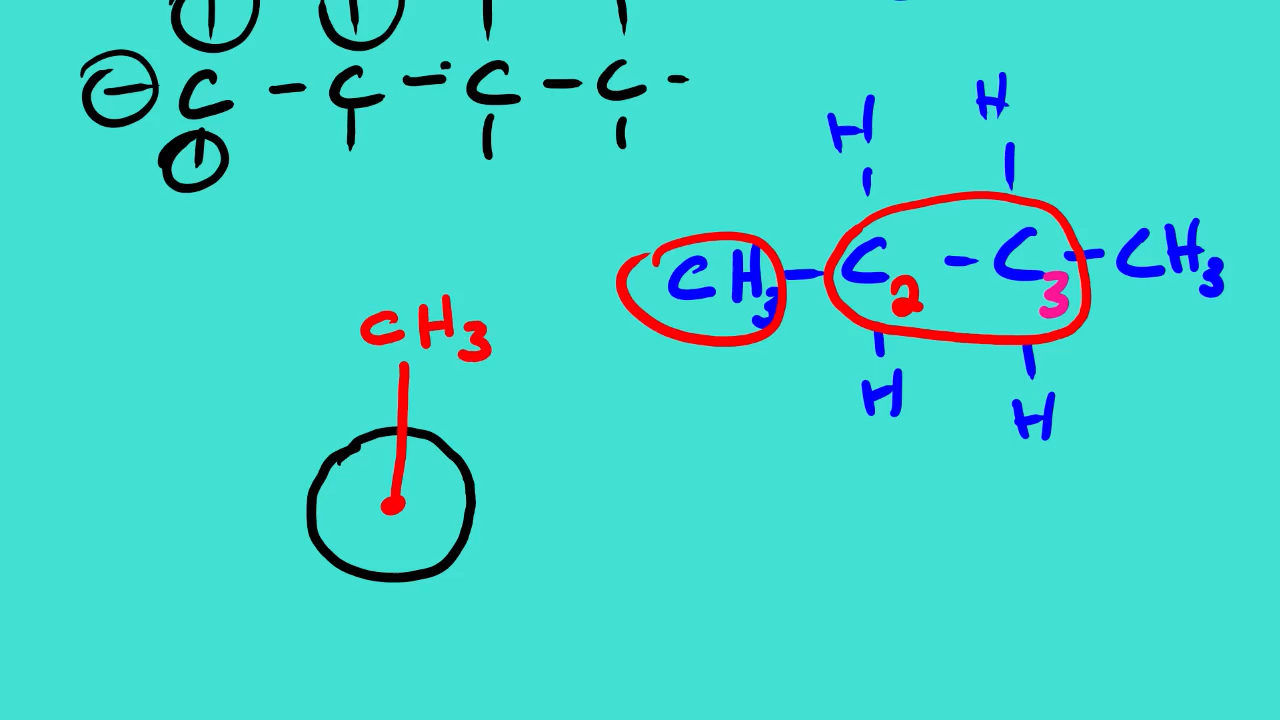 C - C - C - C -
H H
CH3 - C2 - C3 - CH3
H H
CH3